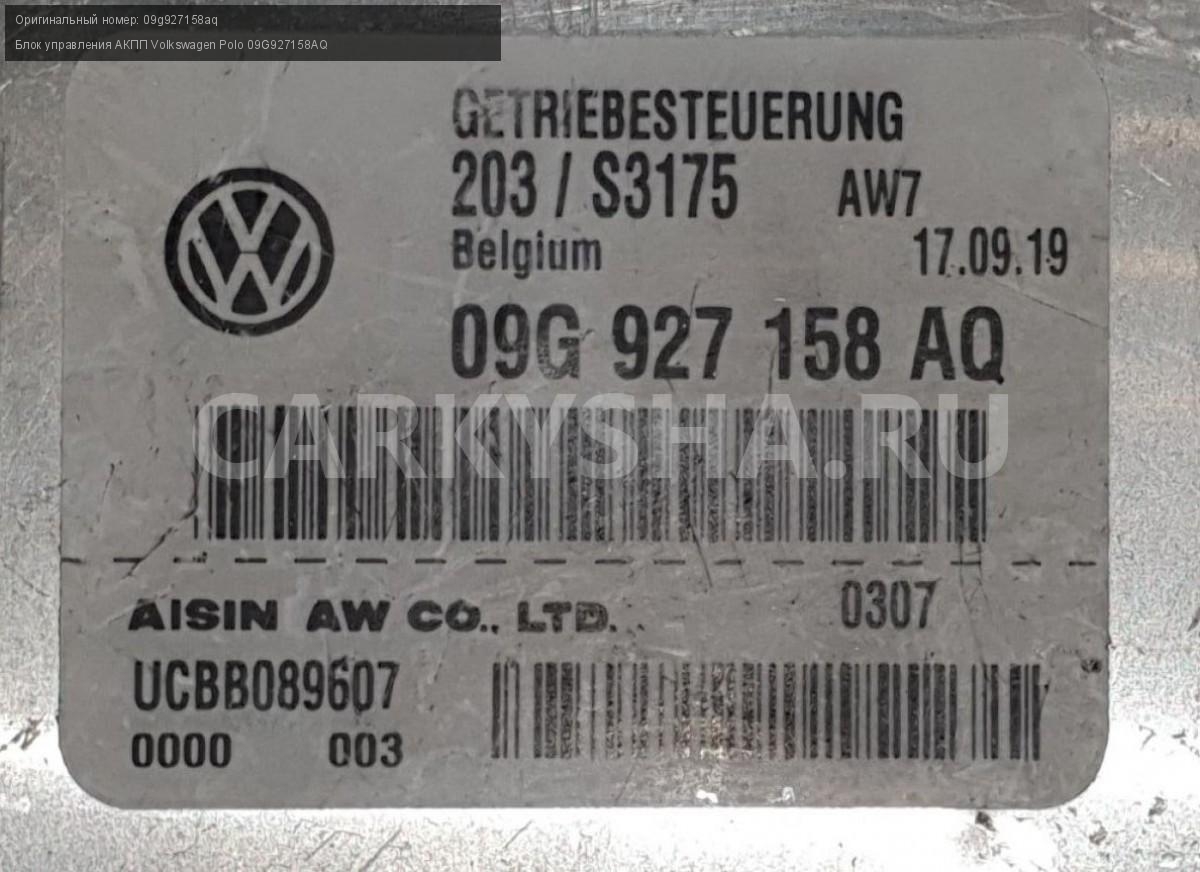 Оригинальный номер: 09g927158aq
Блок управления АКПП Volkswagen Polo 09G927158AQ
GETRIEBESTEUERUNG
203 / S3175 AW7
Belgium 17.09.19
09G 927 158 AQ
CARKYSHA.RU
AISIN AW CO., LTD. 0307
UCBB089607
0000 003